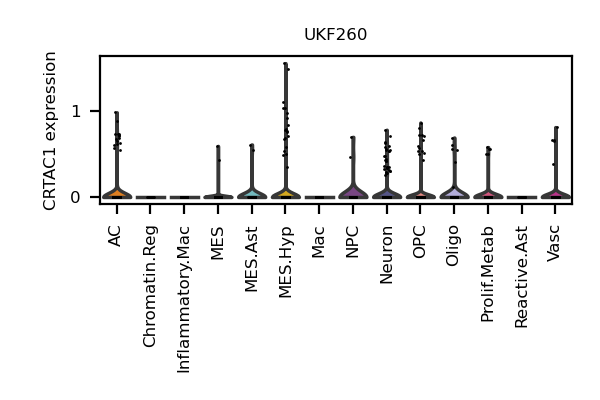 UKF260
CRTAC1 expression
1
0
AC
Chromatin.Reg
Inflammatory.Mac
MES
MES.Ast
MES.Hyp
Mac
NPC
Neuron
OPC
Oligo
Prolif.Metab
Reactive.Ast
Vasc